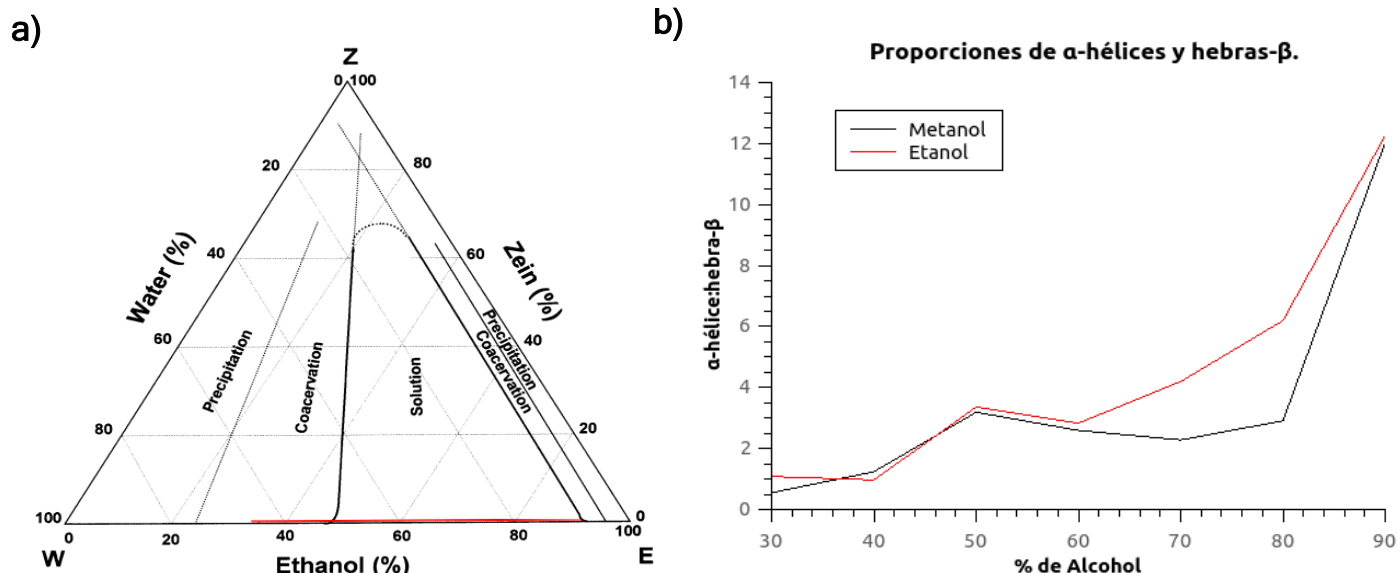 a)
Z
0 100
20
80
Water (%)
40
60
Zein (%)
60
40
Precipitation
Coacervation
Solution
Precipitation
Coacervation
80
20
100
0
0
20
40
60
80
100
W
Ethanol (%)
E
b)
Proporciones de α-hélices y hebras-β.
14
12
10
8
6
4
2
0
α-hélice:hebra-β
Metanol
Etanol
30
40
50
60
70
80
90
% de Alcohol